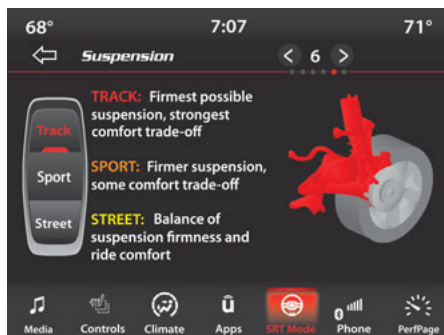 68° 7:07 71°
Suspension < 6 >
TRACK: Firmest possible
suspension, strongest
comfort trade-off
Track
SPORT: Firmer suspension,
some comfort trade-off
Sport
STREET: Balance of
suspension firmness and
ride comfort
Street
Media Controls Climate Apps SRT Mode Phone PerfPage